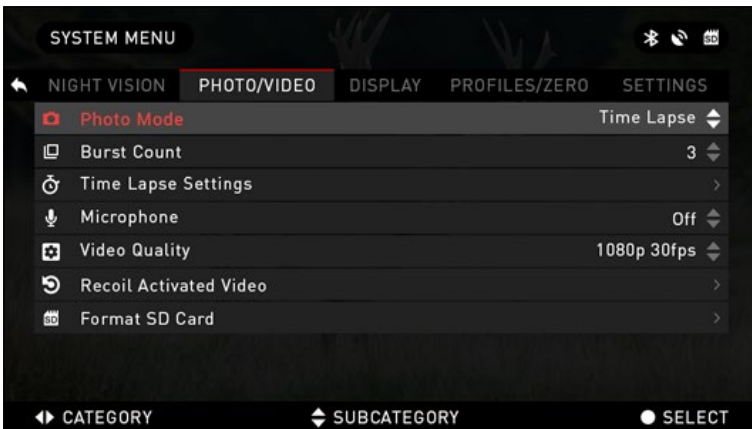 SYSTEM MENU
NIGHT VISION PHOTO/VIDEO DISPLAY PROFILES/ZERO SETTINGS
Photo Mode Time Lapse
Burst Count 3
Time Lapse Settings
Microphone Off
Video Quality 1080p 30fps
Recoil Activated Video
SD Format SD Card
CATEGORY SUBCATEGORY SELECT